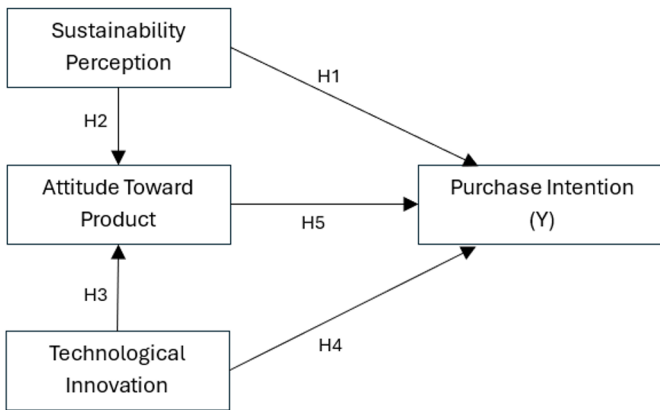 Sustainability
Perception
H1
H2
Attitude Toward
Product
Purchase Intention
(Y)
H5
H3
H4
Technological
Innovation